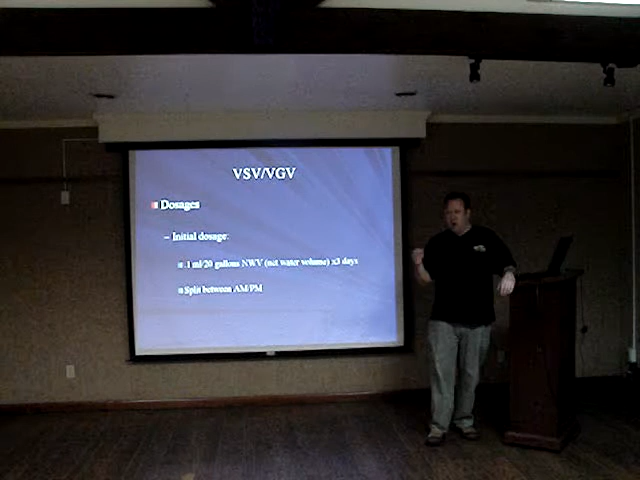 VSV/VGV
Dosages
– Initial dosage:
.1 ml/20 gallons NWV (net water volume) x3 days
Split between AM/PM